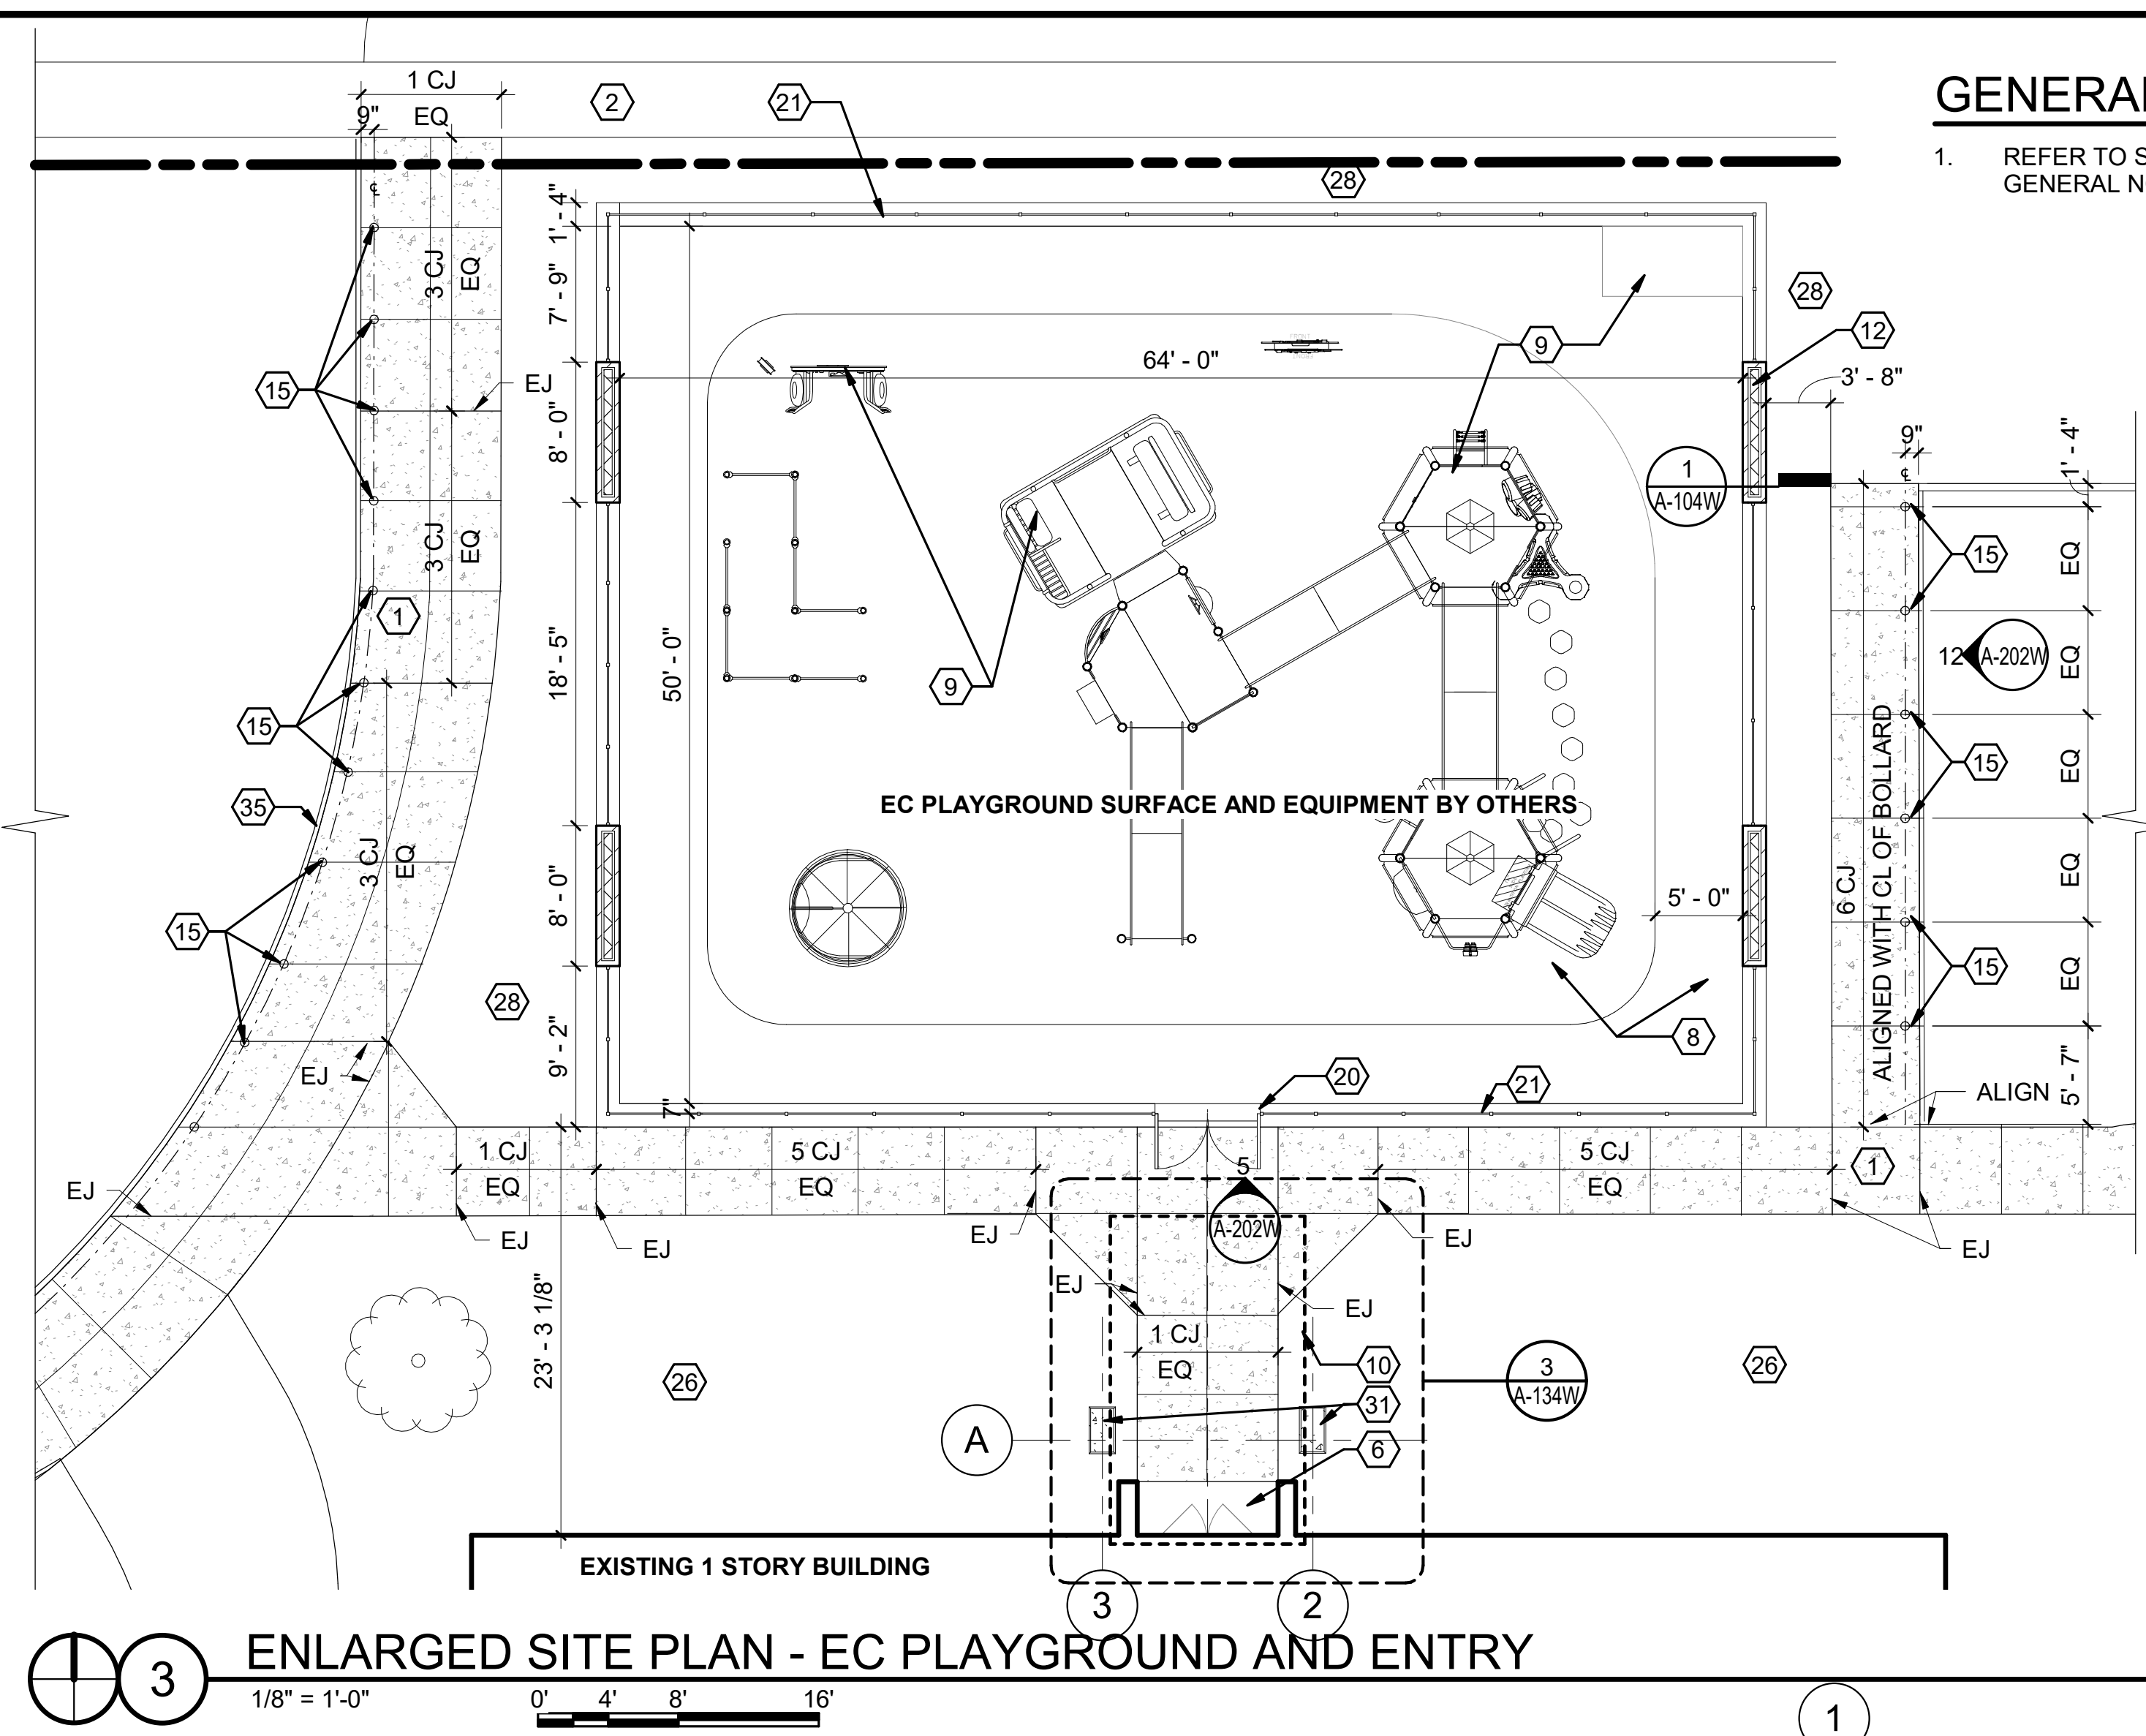 1 CJ
EQ
9"
2
21
GENERAL
1. REFER TO S
GENERAL N
28
℄
1' - 4"
3 CJ
EQ
7' - 9"
28
12
9
64' - 0"
3' - 8"
15
EJ
8' - 0"
1
A-104W
9"
℄
1' - 4"
3 CJ
EQ
15
EQ
1
18' - 5"
50' - 0"
9
12
A-202W
EQ
15
35
EC PLAYGROUND SURFACE AND EQUIPMENT BY OTHERS
15
EQ
3 CJ
EQ
8' - 0"
5' - 0"
6 CJ
ALIGNED WITH CL OF BOLLARD
EQ
15
15
EQ
28
9' - 2"
8
EJ
20
21
7"
ALIGN
5' - 7"
1 CJ
EQ
5 CJ
EQ
5
A-202W
5 CJ
EQ
1
EJ
EJ
EJ
EJ
EJ
EJ
23' - 3 1/8"
EJ
EJ
1 CJ
EQ
10
3
A-134W
26
26
31
A
6
EXISTING 1 STORY BUILDING
3
2
3
ENLARGED SITE PLAN - EC PLAYGROUND AND ENTRY
1/8" = 1'-0"
0' 4' 8' 16'
1